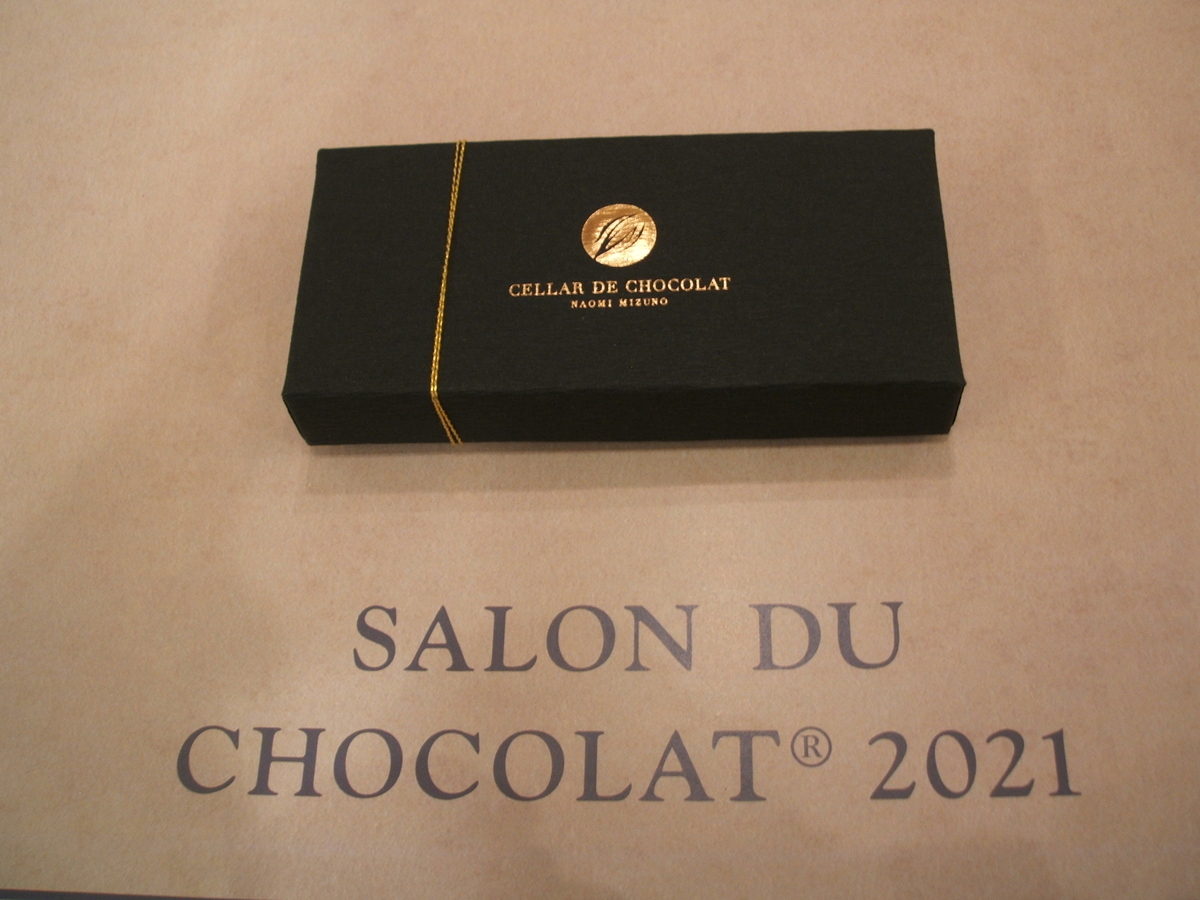 CELLAR DE CHOCOLAT
NAOMI MIZUNO
SALON DU
CHOCOLAT® 2021